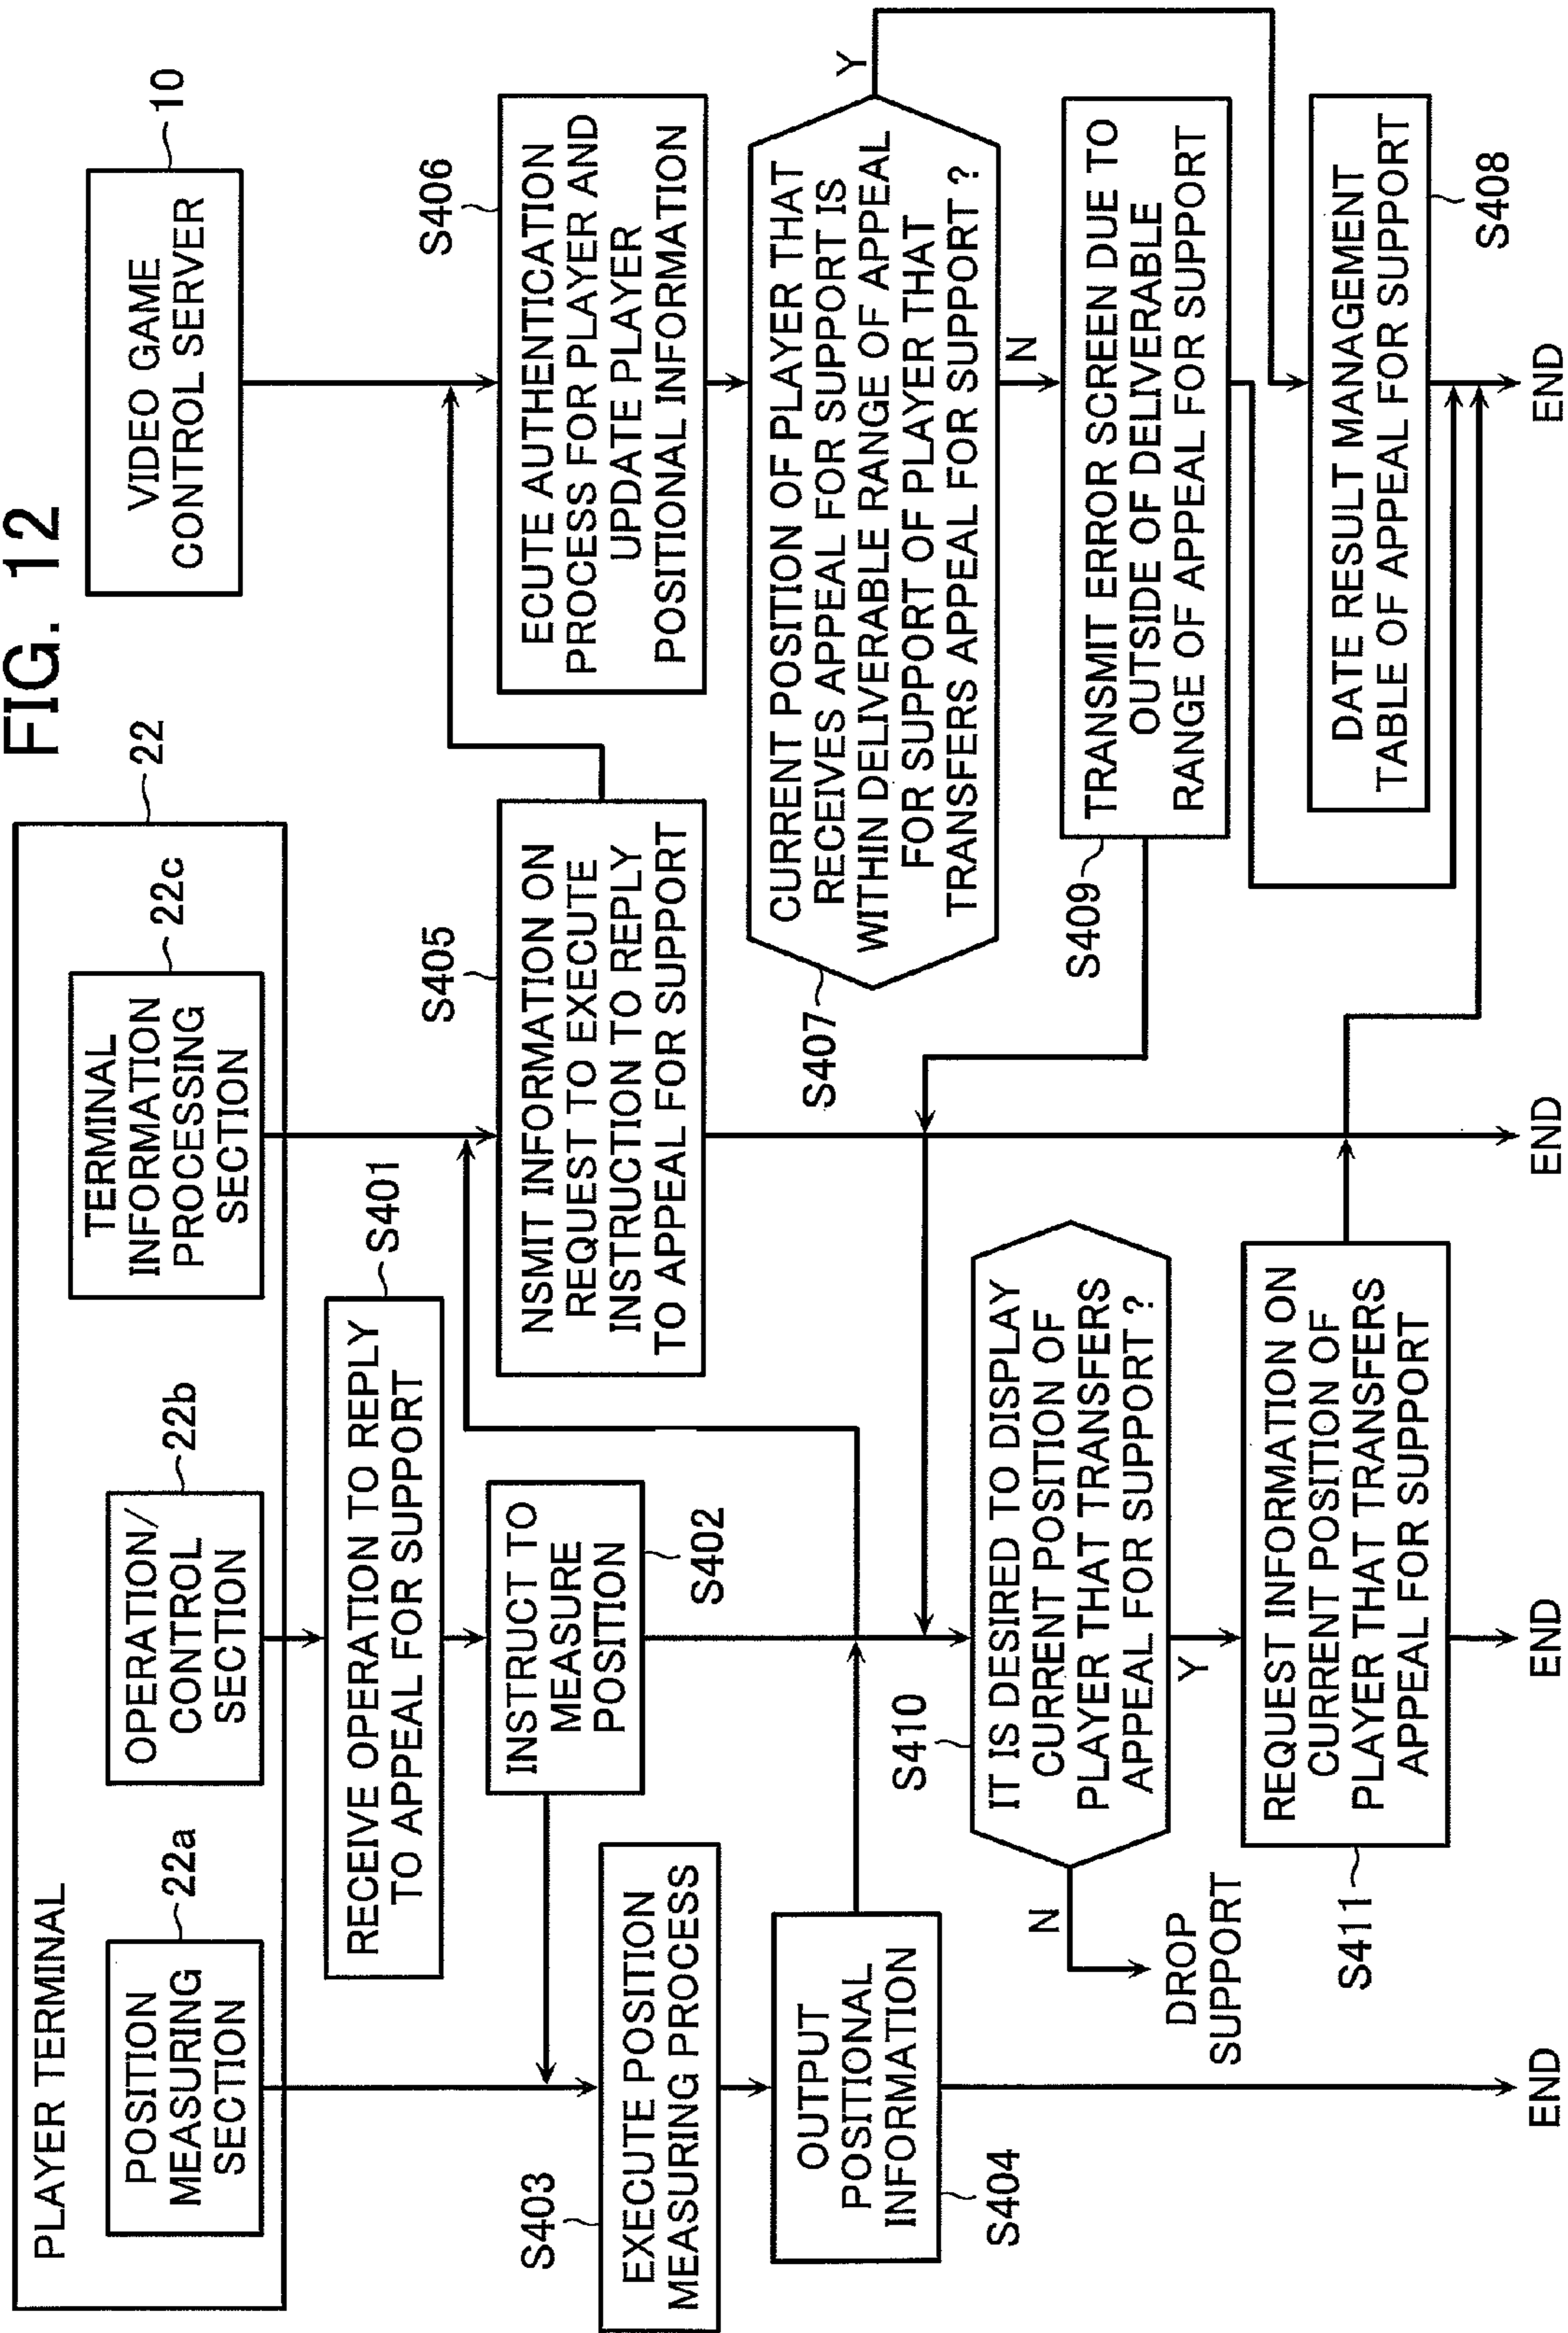 FIG. 12
PLAYER TERMINAL
22
POSITION
MEASURING
SECTION
22a
OPERATION/
CONTROL
SECTION
22b
TERMINAL
INFORMATION
PROCESSING
SECTION
22c
VIDEO GAME
CONTROL SERVER
10
RECEIVE OPERATION TO REPLY
TO APPEAL FOR SUPPORT
S401
INSTRUCT TO
MEASURE
POSITION
S402
S403
EXECUTE POSITION
MEASURING PROCESS
OUTPUT
POSITIONAL
INFORMATION
S404
S405
NSMIT INFORMATION ON
REQUEST TO EXECUTE
INSTRUCTION TO REPLY
TO APPEAL FOR SUPPORT
S406
ECUTE AUTHENTICATION
PROCESS FOR PLAYER AND
UPDATE PLAYER
POSITIONAL INFORMATION
S407
CURRENT POSITION OF PLAYER THAT
RECEIVES APPEAL FOR SUPPORT IS
WITHIN DELIVERABLE RANGE OF APPEAL
FOR SUPPORT OF PLAYER THAT
TRANSFERS APPEAL FOR SUPPORT ?
Y
N
S409
TRANSMIT ERROR SCREEN DUE TO
OUTSIDE OF DELIVERABLE
RANGE OF APPEAL FOR SUPPORT
DATE RESULT MANAGEMENT
TABLE OF APPEAL FOR SUPPORT
S408
S410
IT IS DESIRED TO DISPLAY
CURRENT POSITION OF
PLAYER THAT TRANSFERS
APPEAL FOR SUPPORT ?
N
DROP
SUPPORT
Y
S411
REQUEST INFORMATION ON
CURRENT POSITION OF
PLAYER THAT TRANSFERS
APPEAL FOR SUPPORT
END
END
END
END